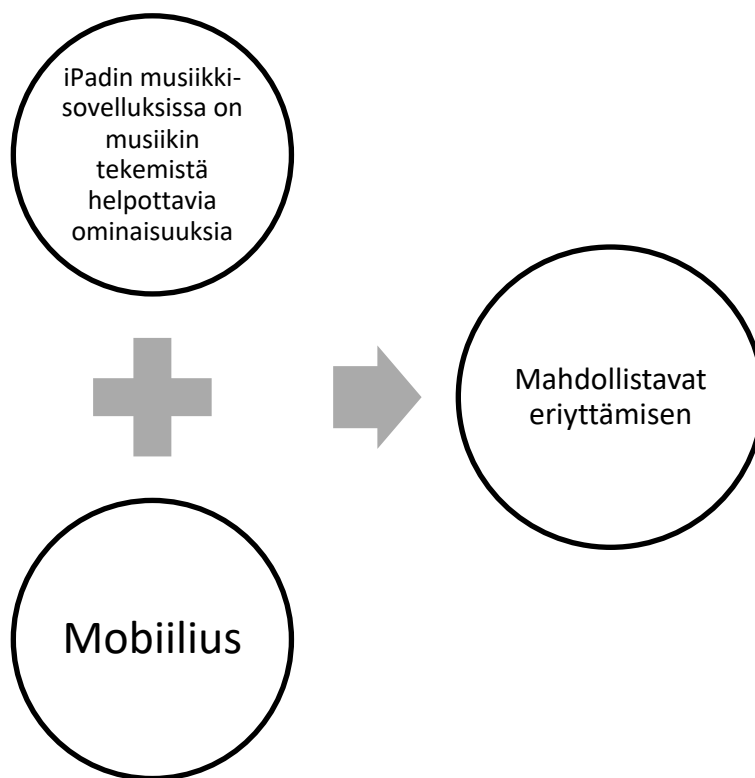 iPadin musiikki-
sovelluksissa on
musiikin
tekemistä
helpottavia
ominaisuuksia
Mahdollistavat
eriyttämisen
Mobiilius